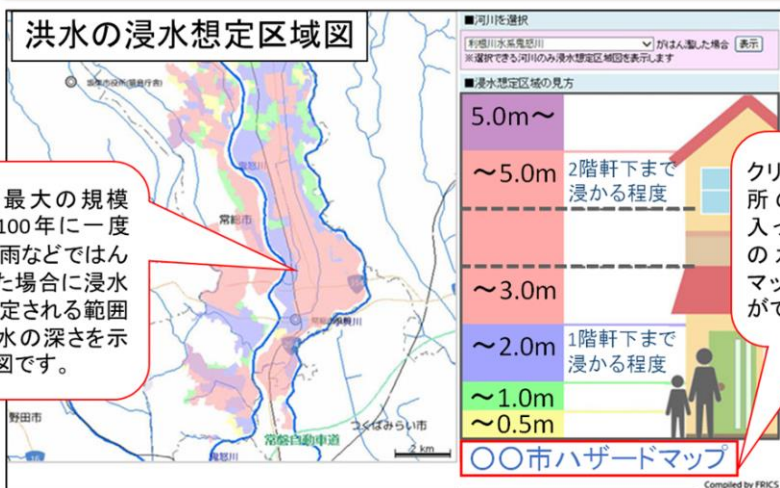 洪水の浸水想定区域図
最大の規模
100年に一度
雨などではん
た場合に浸水
定される範囲
水の深さを示
図です。
鬼怒川
常総市
野田市
つくばみらい市
常磐自動車道
鬼怒川
2 km
■河川を選択
利根川水系鬼怒川
がはん濫した場合
表示
※選択できる河川のみ浸水想定区域図を表示します
■浸水想定区域の見方
5.0m～
～5.0m
2階軒下まで
浸かる程度
～3.0m
～2.0m
1階軒下まで
浸かる程度
～1.0m
～0.5m
クリ
所の
入っ
の
マッ
がで
〇〇市ハザードマップ
Compiled by FRICS